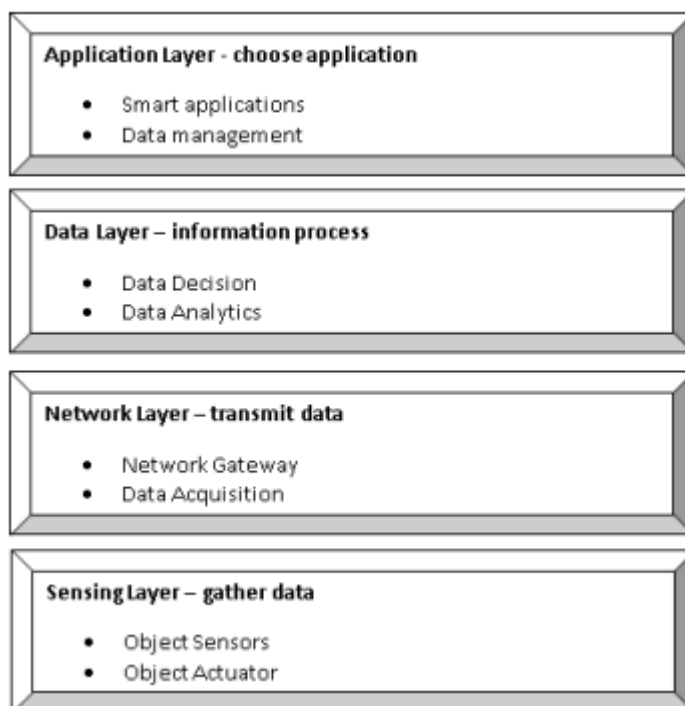 Application Layer - choose application
• Smart applications
• Data management
Data Layer – information process
• Data Decision
• Data Analytics
Network Layer – transmit data
• Network Gateway
• Data Acquisition
Sensing Layer – gather data
• Object Sensors
• Object Actuator